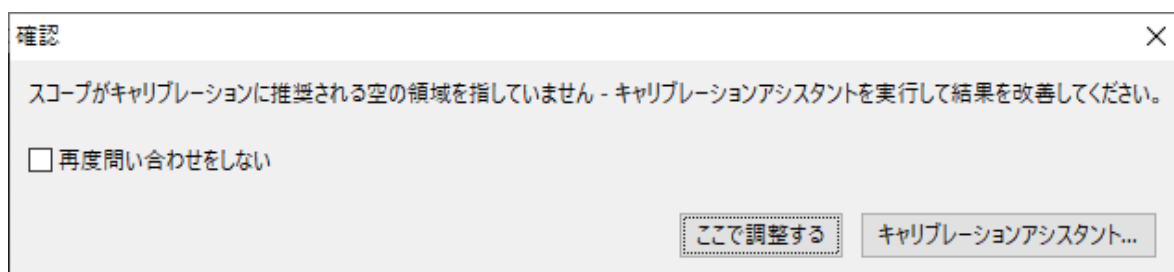 確認
スコープがキャリブレーションに推奨される空の領域を指していません - キャリブレーションアシスタントを実行して結果を改善してください。
再度問い合わせをしない
ここで調整する
キャリブレーションアシスタント...